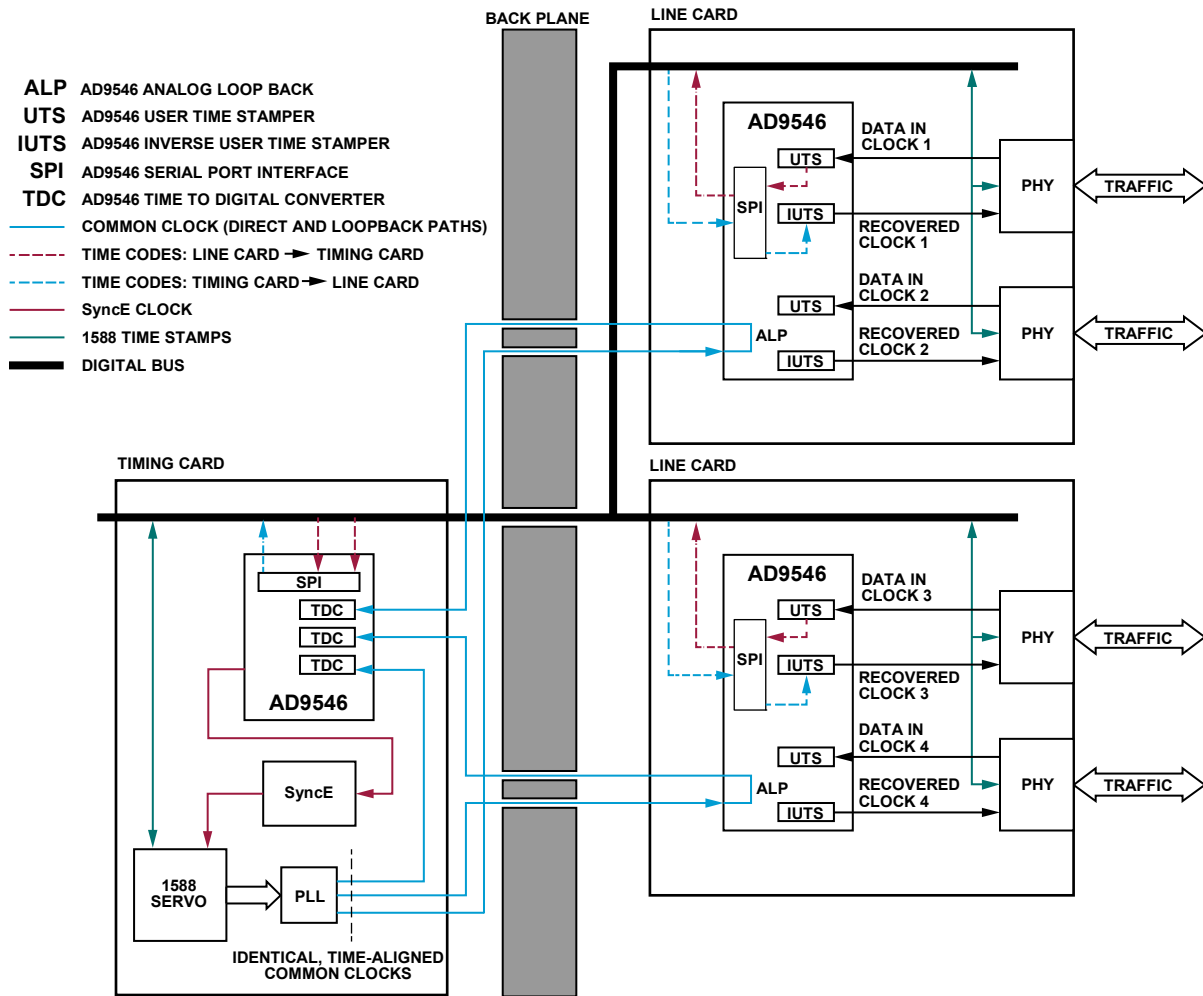 BACK PLANE
LINE CARD
ALP AD9546 ANALOG LOOP BACK
UTS AD9546 USER TIME STAMPER
IUTS AD9546 INVERSE USER TIME STAMPER
SPI AD9546 SERIAL PORT INTERFACE
TDC AD9546 TIME TO DIGITAL CONVERTER
COMMON CLOCK (DIRECT AND LOOPBACK PATHS)
TIME CODES: LINE CARD TIMING CARD
TIME CODES: TIMING CARD LINE CARD
SyncE CLOCK
1588 TIME STAMPS
DIGITAL BUS
AD9546
UTS
SPI
IUTS
DATA IN
CLOCK 1
RECOVERED
CLOCK 1
PHY
TRAFFIC
UTS
ALP
IUTS
DATA IN
CLOCK 2
RECOVERED
CLOCK 2
PHY
TRAFFIC
TIMING CARD
SPI
TDC
TDC
TDC
AD9546
SyncE
1588
SERVO
PLL
IDENTICAL, TIME-ALIGNED
COMMON CLOCKS
LINE CARD
AD9546
UTS
SPI
IUTS
DATA IN
CLOCK 3
RECOVERED
CLOCK 3
PHY
TRAFFIC
UTS
ALP
IUTS
DATA IN
CLOCK 4
RECOVERED
CLOCK 4
PHY
TRAFFIC